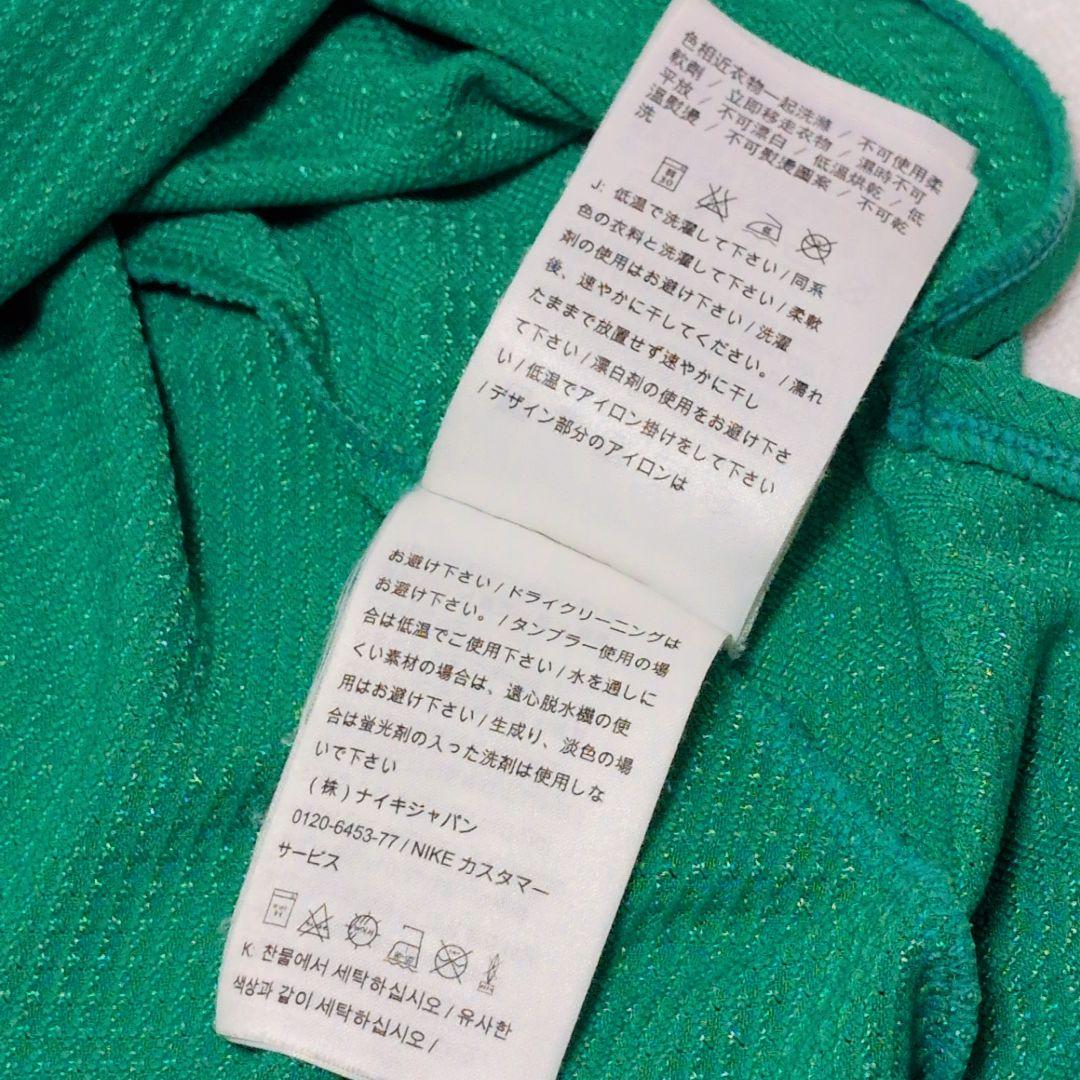 色相近衣物一起洗滌 / 不可使用柔
軟劑 / 立即移走衣物 / 濕時不可
平放 / 不可漂白 / 低溫烘乾 / 低
溫熨燙 / 不可熨燙圖案 / 不可乾
洗
J: 低温で洗濯して下さい / 同系
色の衣料と洗濯して下さい / 柔軟
剤の使用はお避け下さい / 洗濯
後、速やかに干してください。 / 濡れ
たままで放置せず速やかに干し
て下さい / 漂白剤の使用をお避け下さ
い / 低温でアイロン掛けをして下さい
/ デザイン部分のアイロンは
お避け下さい / ドライクリーニングは
お避け下さい。 / タンブラー使用の場
合は低温でご使用下さい / 水を通しに
くい素材の場合は、遠心脱水機の使
用はお避け下さい / 生成り、淡色の場
合は蛍光剤の入った洗剤は使用しな
いで下さい
(株) ナイキジャパン
0120-6453-77 / NIKE カスタマー
サービス
K: 찬물에서 세탁하십시오 / 유사한
색상과 같이 세탁하십시오 /